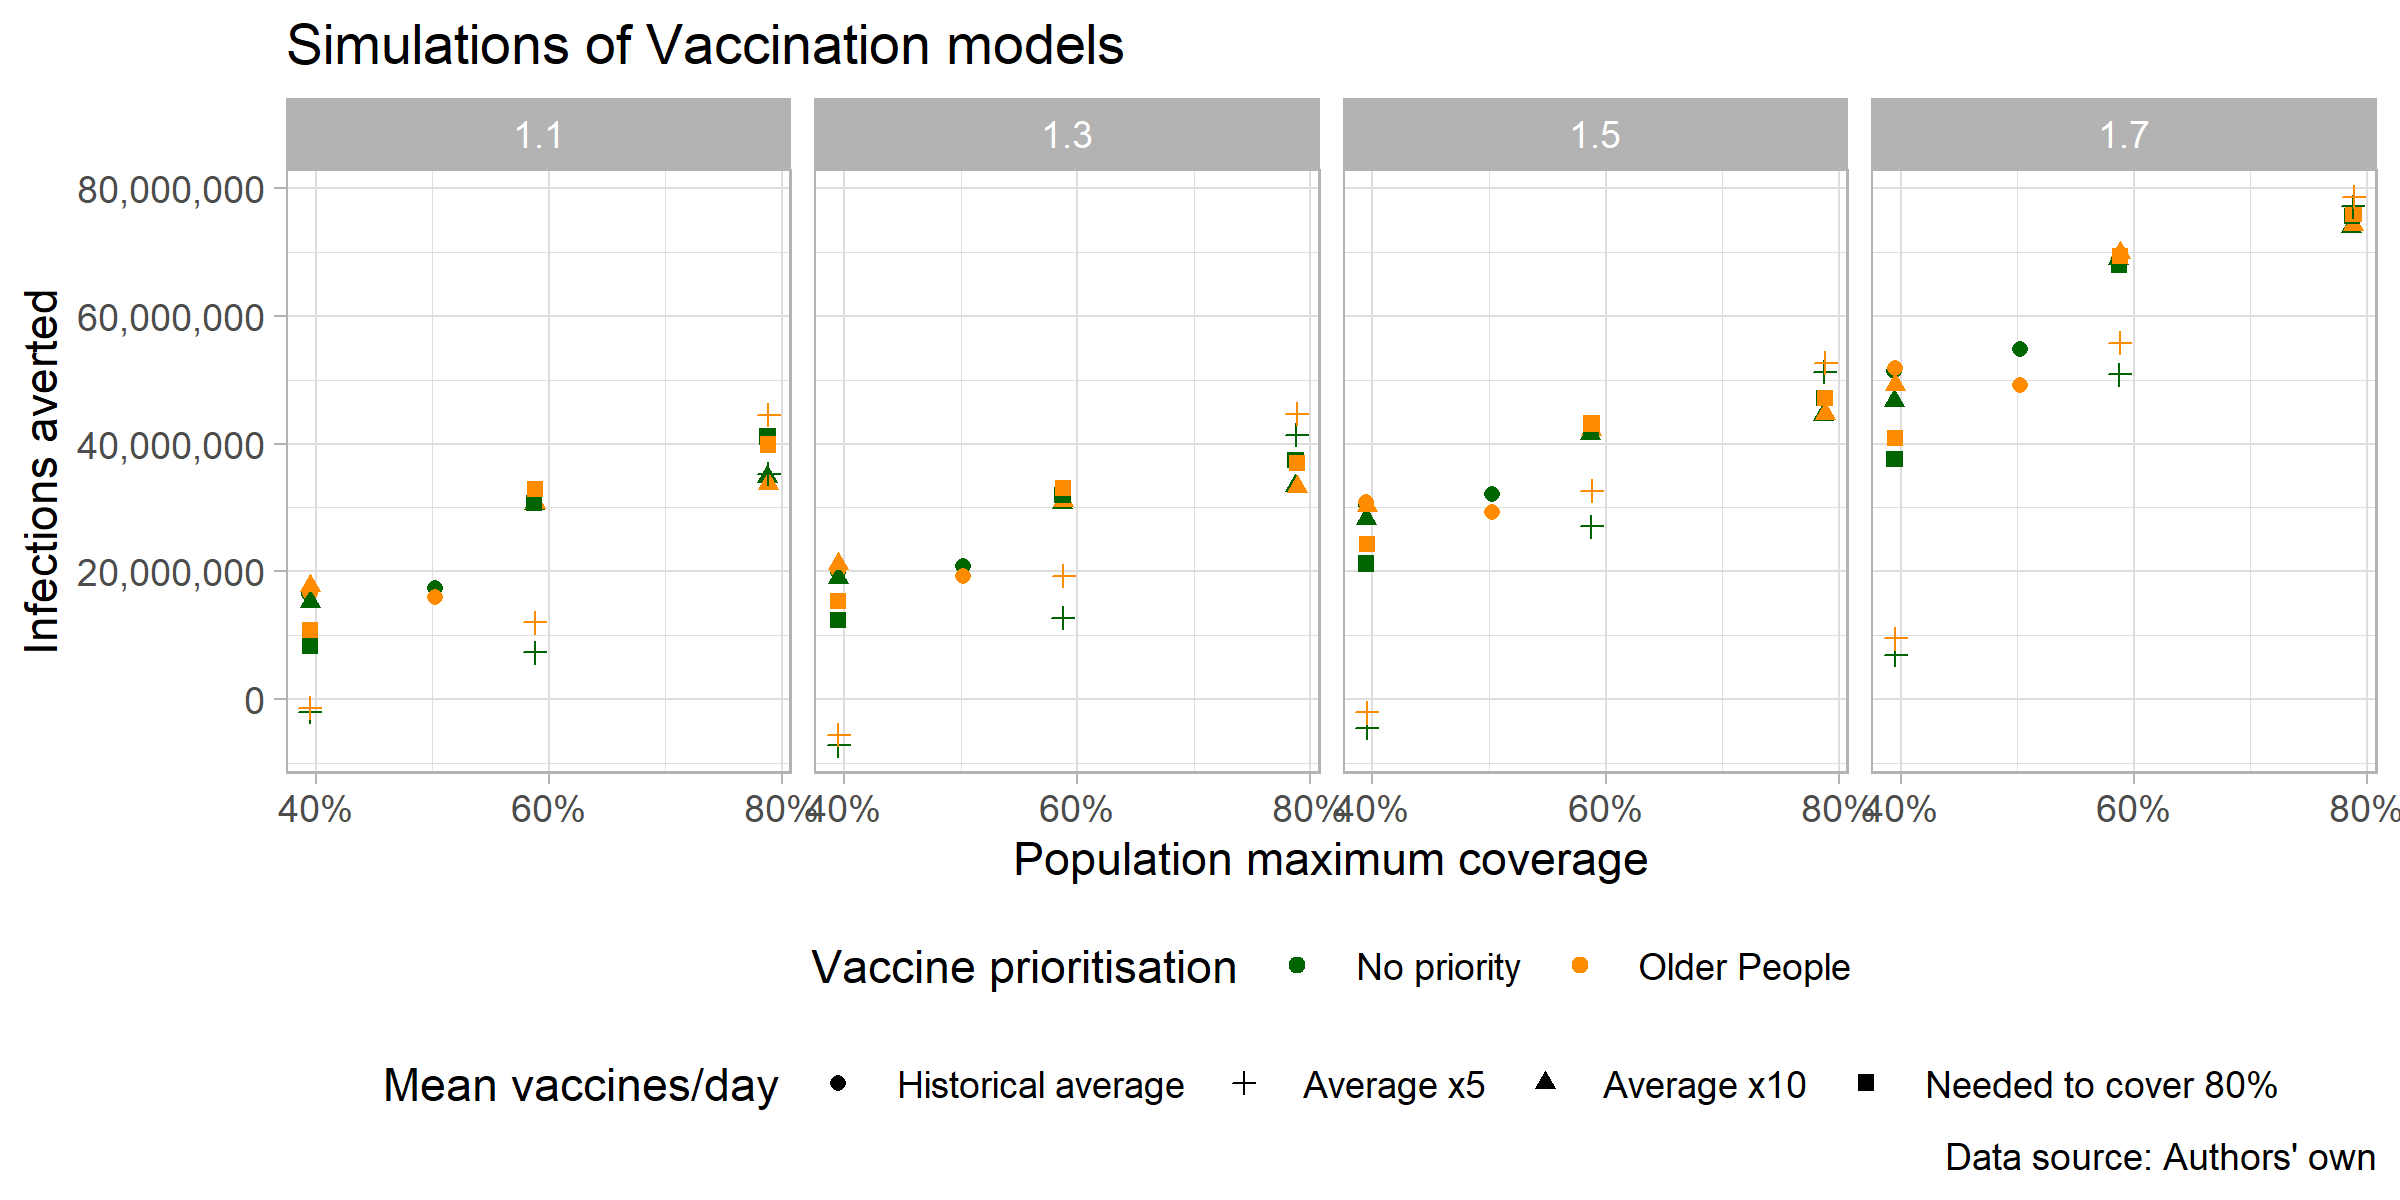 Simulations of Vaccination models
1.1 1.3 1.5 1.7
80,000,000
60,000,000
40,000,000
20,000,000
0
Infections averted
40% 60% 80% 40% 60% 80% 40% 60% 80% 40% 60% 80%
Population maximum coverage
Vaccine prioritisation No priority Older People
Mean vaccines/day Historical average Average x5 Average x10 Needed to cover 80%
Data source: Authors' own